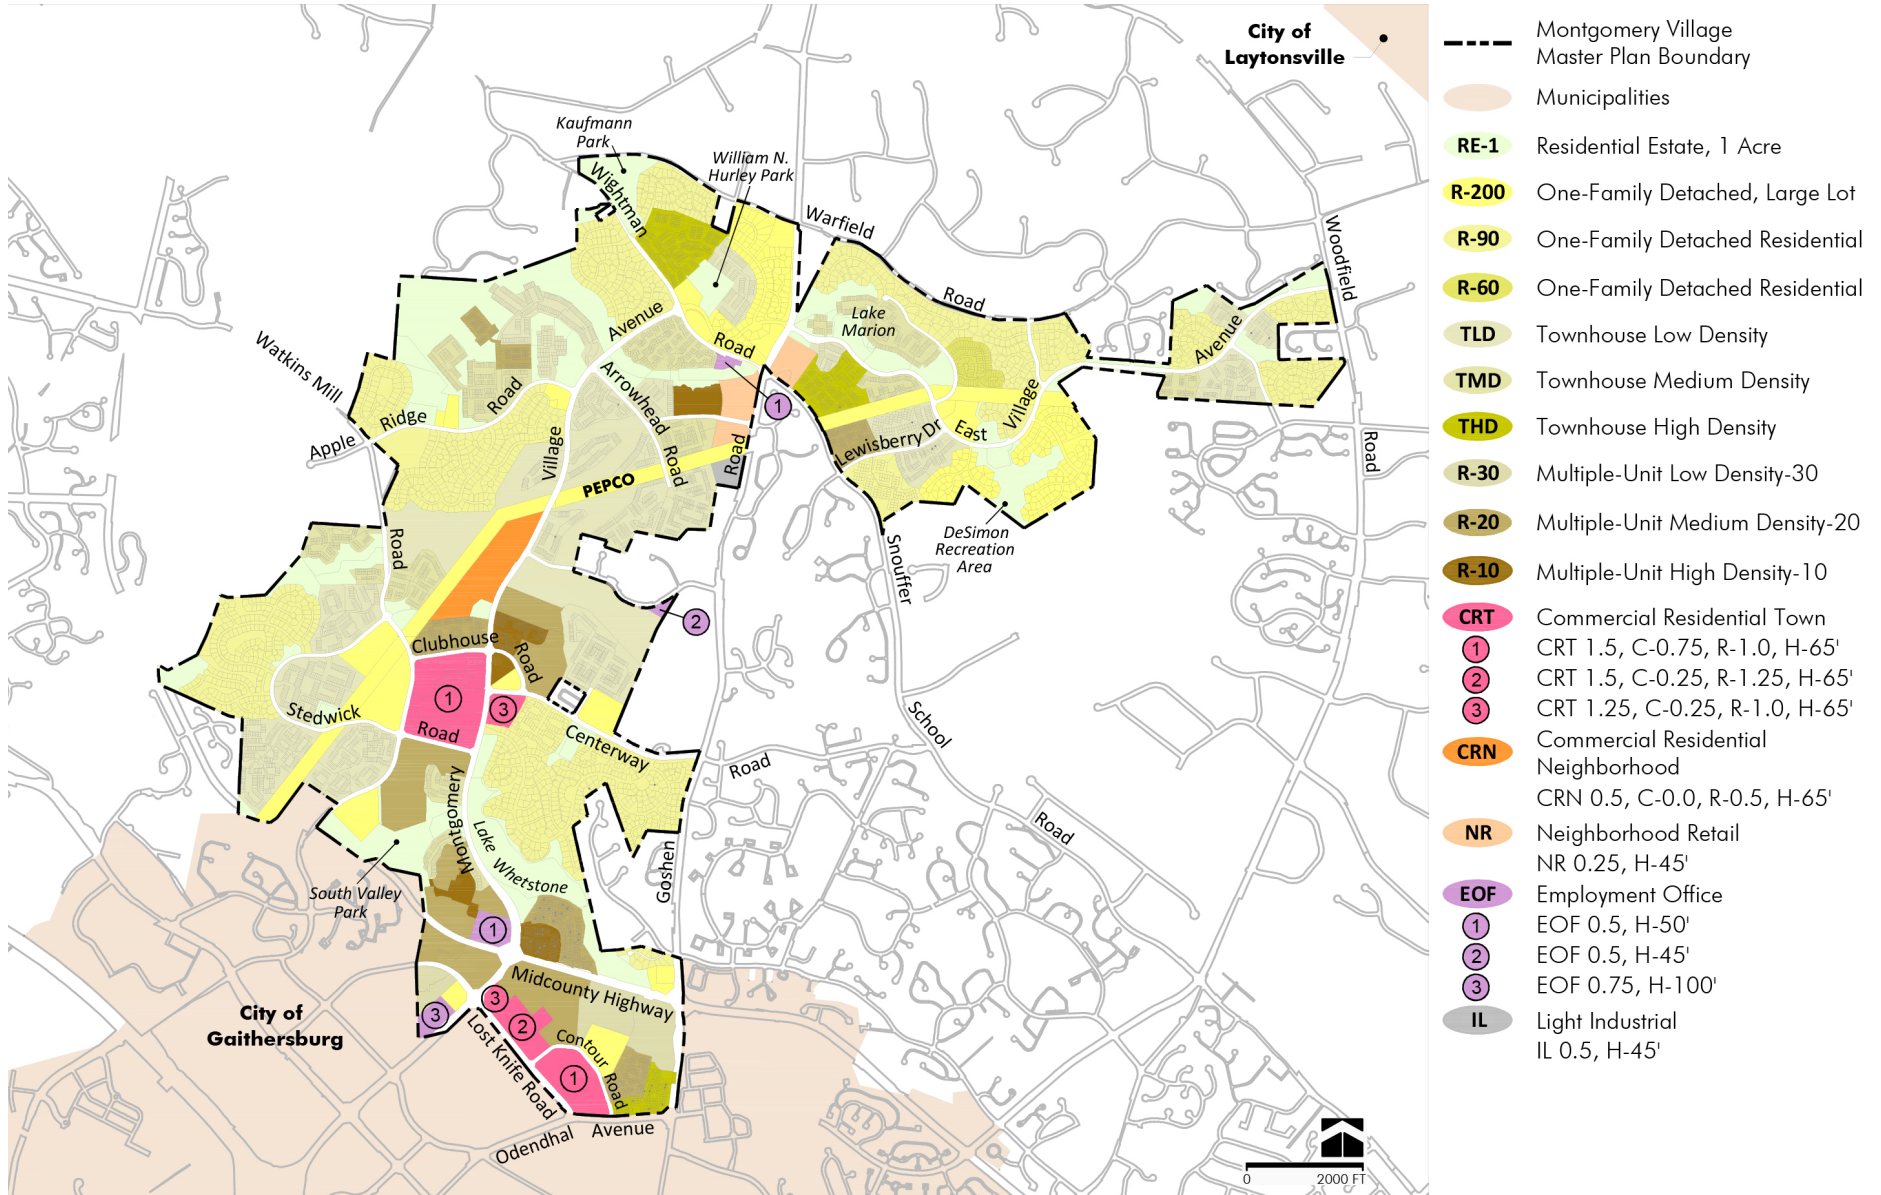 City of
Laytonsville
Kaufmann
Park
William N.
Hurley Park
Wightman
Warfield
Road
Woodfield
Road
Avenue
Road
Lake
Marion
Avenue
Watkins Mill
Road
Apple
Ridge
Road
Arrowhead
Road
Village
PEPCO
Road
1
Lewisberry Dr
East
Village
DeSimon
Recreation
Area
Snouffer
School
Road
2
Clubhouse
Road
1
3
Stedwick
Road
Centerway
Road
Montgomery
Lake
Whetstone
Goshen
South Valley
Park
1
Midcounty Highway
3
3
2
Contour
Road
1
Lost Knife Road
Odendhal
Avenue
City of
Gaithersburg
0
2000 FT
Montgomery Village
Master Plan Boundary
Municipalities
RE-1 Residential Estate, 1 Acre
R-200 One-Family Detached, Large Lot
R-90 One-Family Detached Residential
R-60 One-Family Detached Residential
TLD Townhouse Low Density
TMD Townhouse Medium Density
THD Townhouse High Density
R-30 Multiple-Unit Low Density-30
R-20 Multiple-Unit Medium Density-20
R-10 Multiple-Unit High Density-10
CRT Commercial Residential Town
1 CRT 1.5, C-0.75, R-1.0, H-65'
2 CRT 1.5, C-0.25, R-1.25, H-65'
3 CRT 1.25, C-0.25, R-1.0, H-65'
CRN Commercial Residential
Neighborhood
CRN 0.5, C-0.0, R-0.5, H-65'
NR Neighborhood Retail
NR 0.25, H-45'
EOF Employment Office
1 EOF 0.5, H-50'
2 EOF 0.5, H-45'
3 EOF 0.75, H-100'
IL Light Industrial
IL 0.5, H-45'